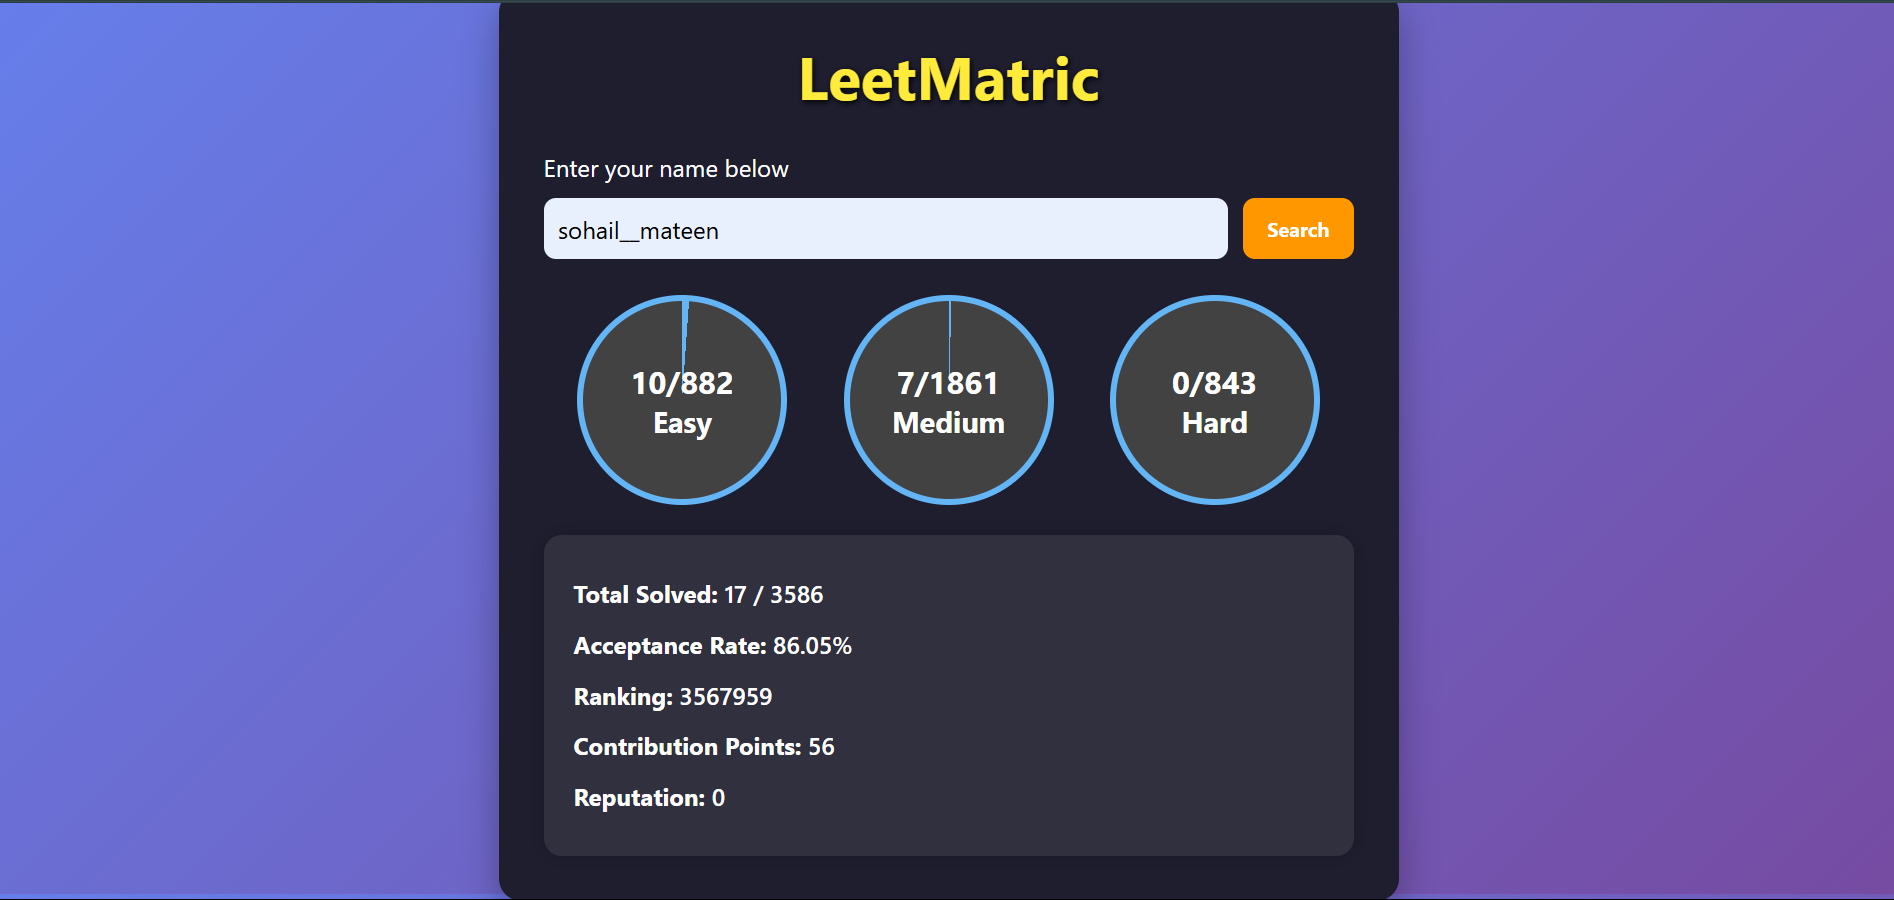 LeetMatric
Enter your name below
sohail__mateen
Search
10/882
Easy
7/1861
Medium
0/843
Hard
Total Solved: 17 / 3586
Acceptance Rate: 86.05%
Ranking: 3567959
Contribution Points: 56
Reputation: 0